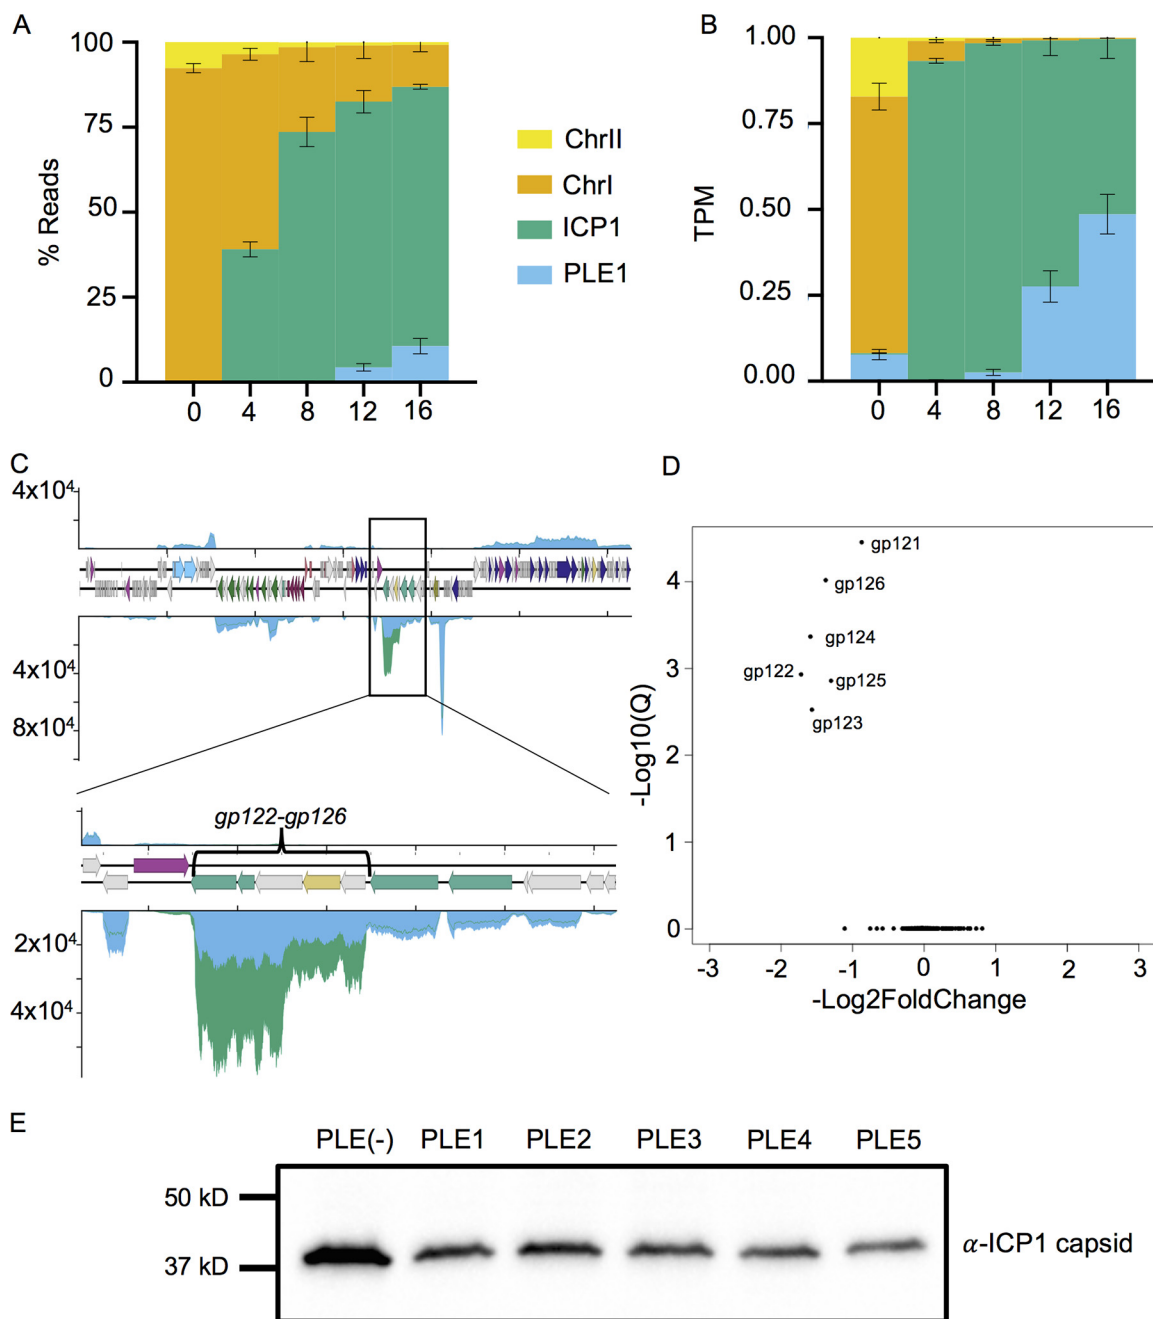 A
100
75
50
25
0
% Reads
0 4 8 12 16
ChrII
ChrI
ICP1
PLE1
B
1.00
0.75
0.50
0.25
0.00
TPM
0 4 8 12 16
C
4x10⁴
4x10⁴
8x10⁴
gp122-gp126
2x10⁴
4x10⁴
D
gp121
gp126
gp124
gp122
gp125
gp123
4
3
2
1
0
-Log10(Q)
-3 -2 -1 0 1 2 3
-Log2FoldChange
E
PLE(-) PLE1 PLE2 PLE3 PLE4 PLE5
50 kD
37 kD
α-ICP1 capsid